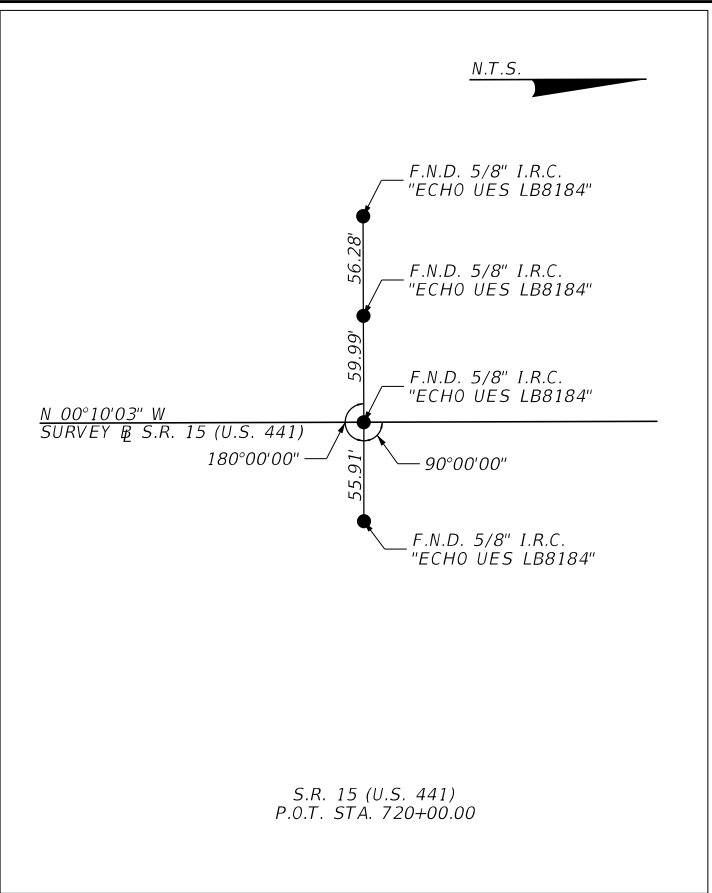 N.T.S.
F.N.D. 5/8" I.R.C.
"ECHO UES LB8184"
56.28'
F.N.D. 5/8" I.R.C.
"ECHO UES LB8184"
59.99'
F.N.D. 5/8" I.R.C.
"ECHO UES LB8184"
N 00°10'03" W
SURVEY BL S.R. 15 (U.S. 441)
180°00'00"
90°00'00"
55.91'
F.N.D. 5/8" I.R.C.
"ECHO UES LB8184"
S.R. 15 (U.S. 441)
P.O.T. STA. 720+00.00